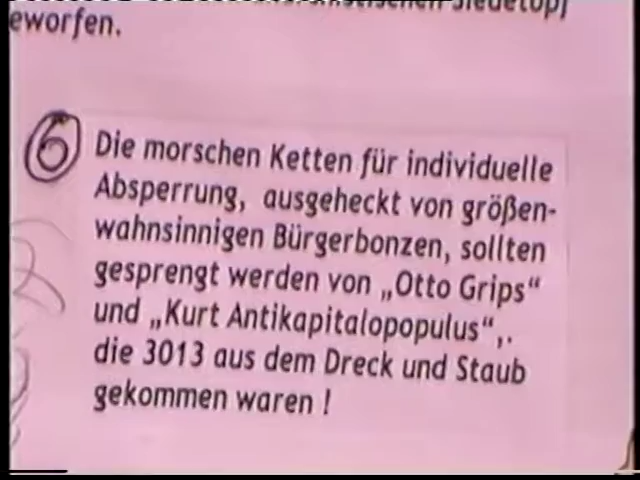 eworfen.
6
Die morschen Ketten für individuelle
Absperrung, ausgeheckt von größen-
wahnsinnigen Bürgerbonzen, sollten
gesprengt werden von „Otto Grips“
und „Kurt Antikapitalopopulus“,.
die 3013 aus dem Dreck und Staub
gekommen waren !